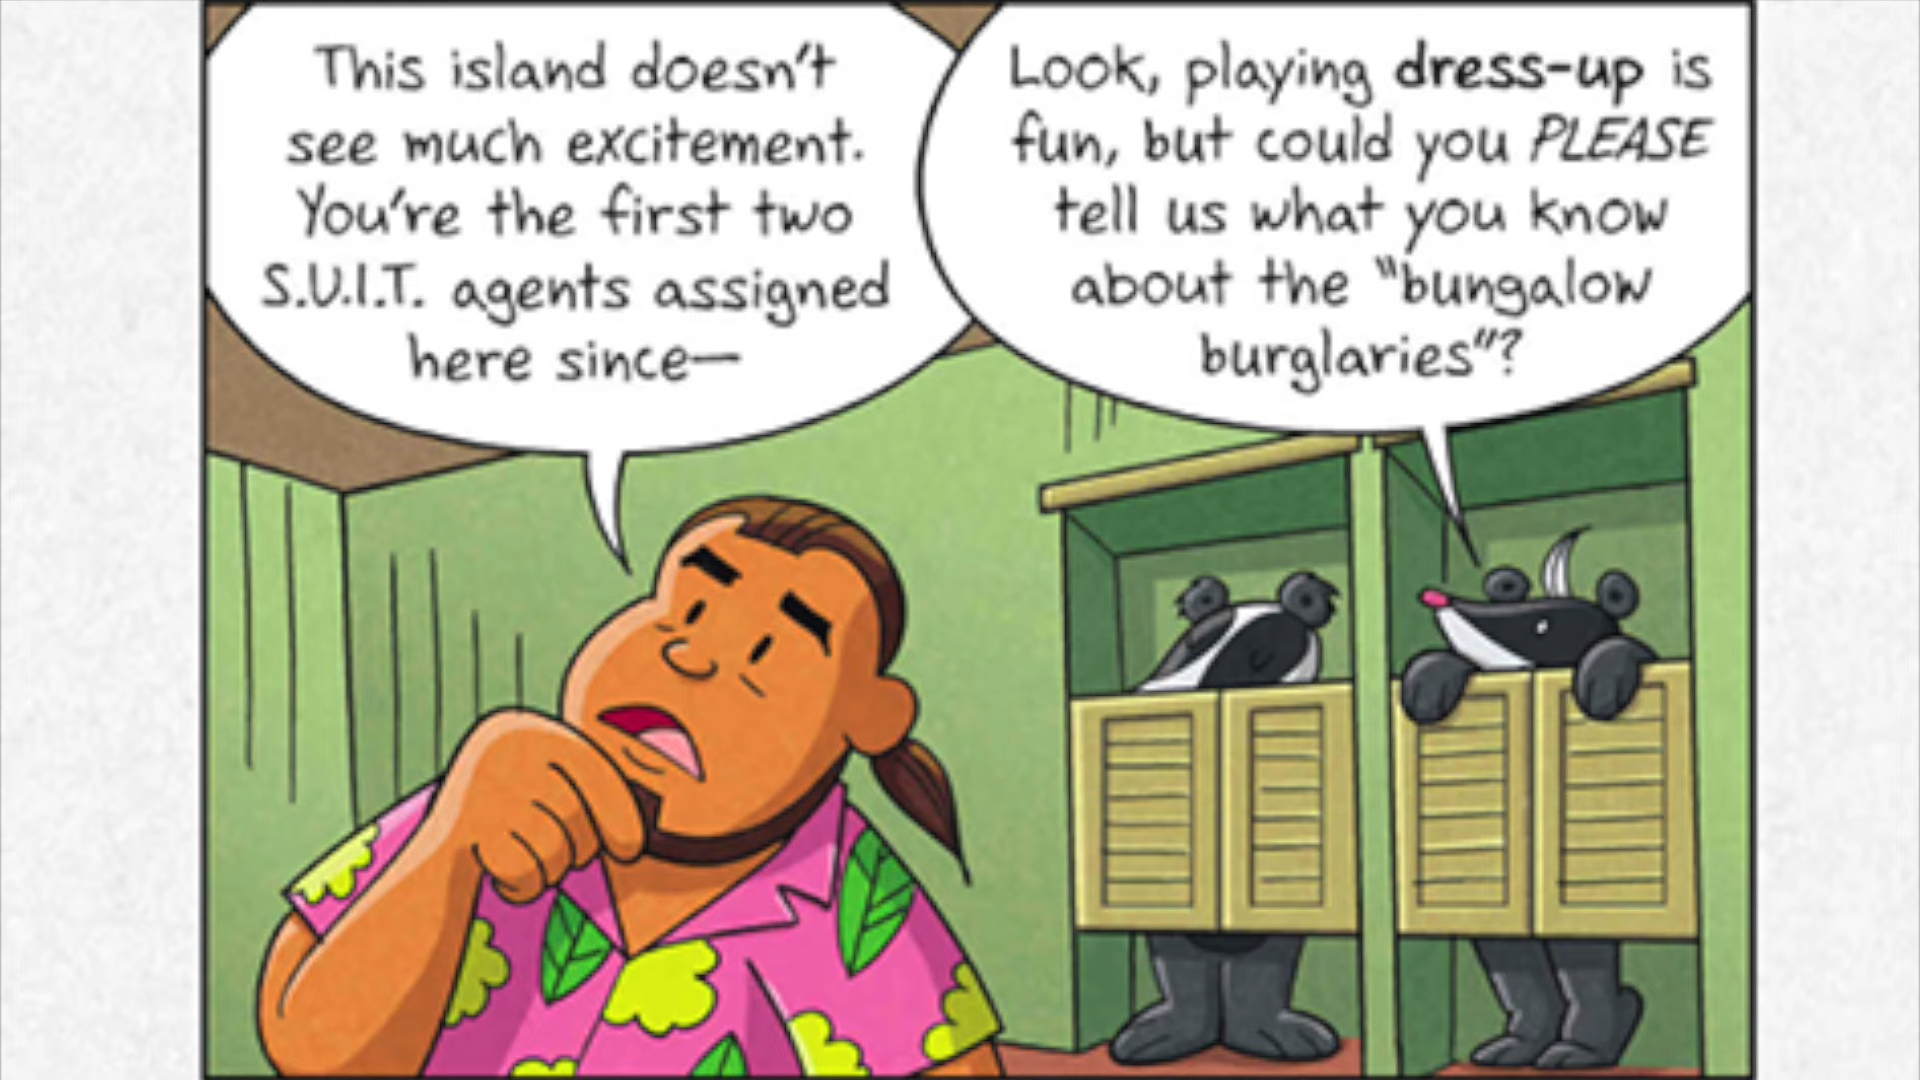 This island doesn't
see much excitement.
You're the first two
S.U.I.T. agents assigned
here since—
Look, playing dress-up is
fun, but could you PLEASE
tell us what you know
about the "bungalow
burglaries"?